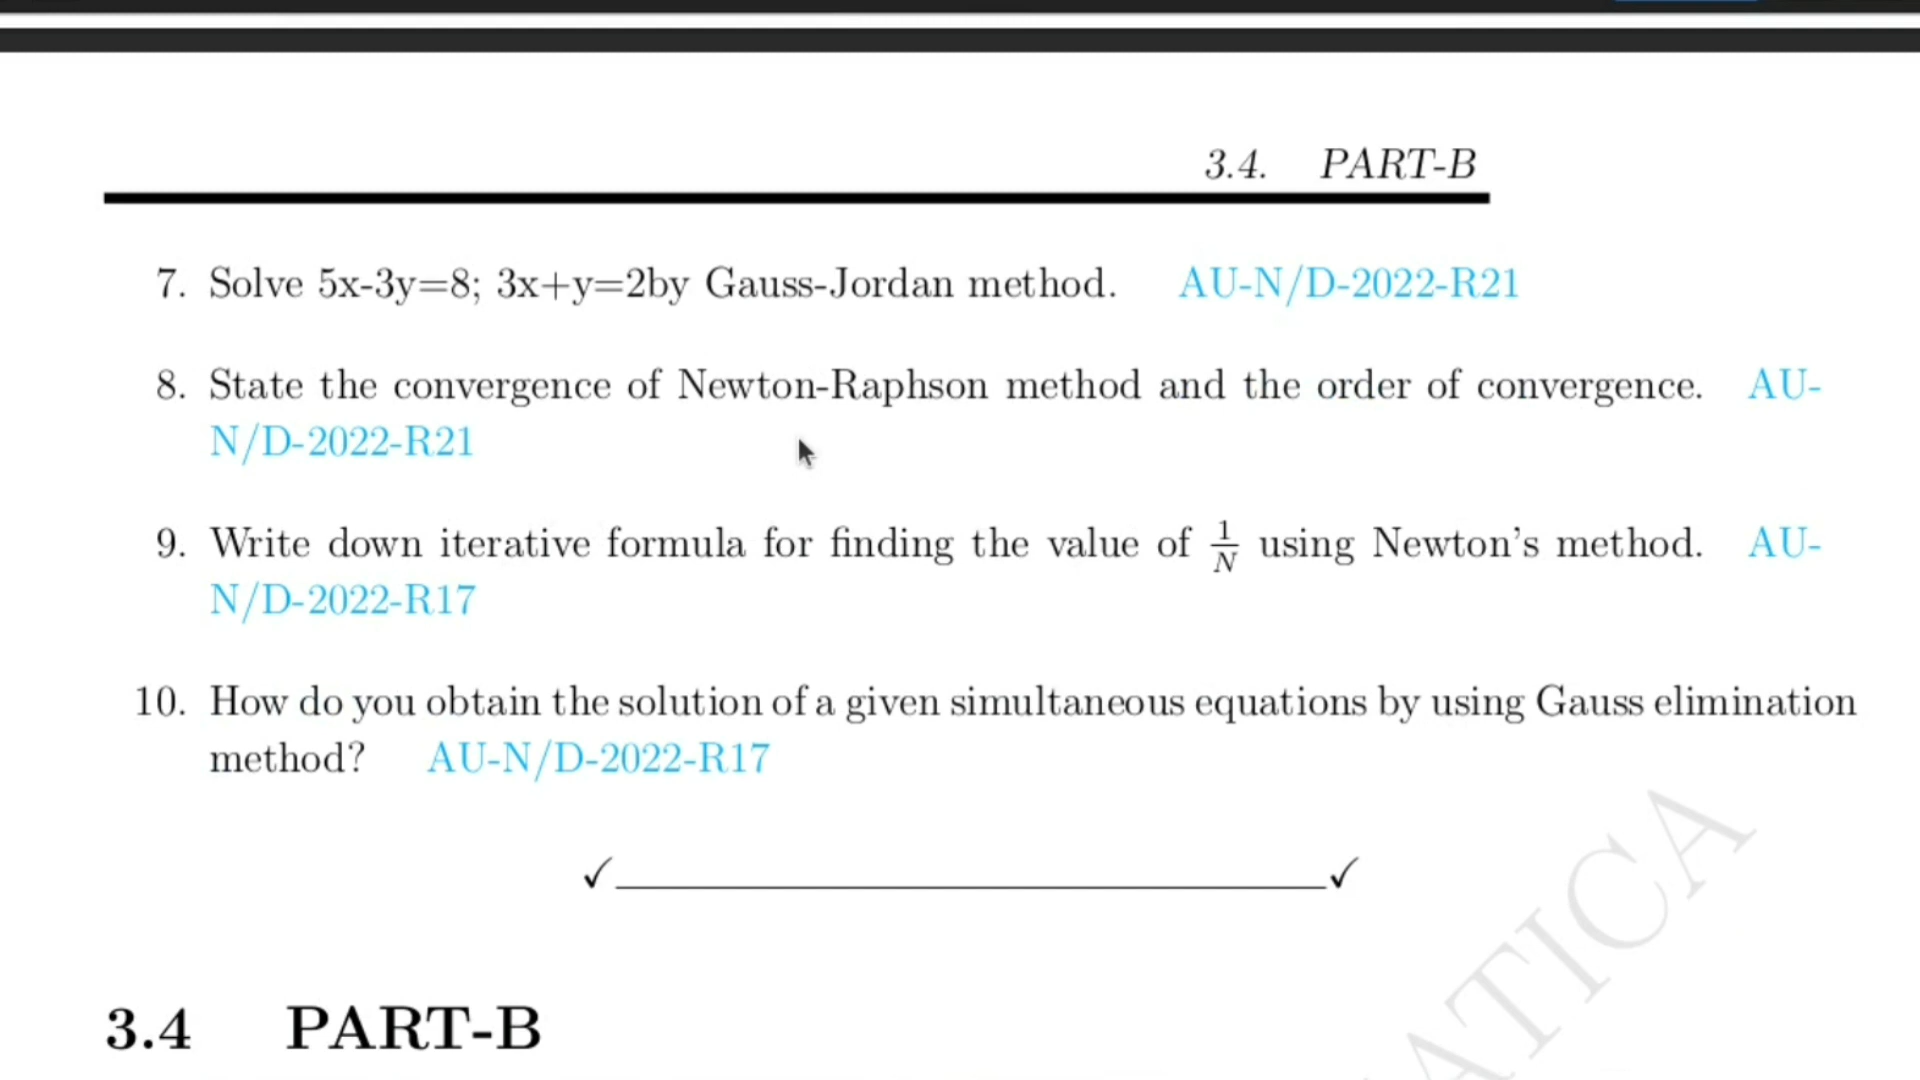 3.4. PART-B
7. Solve 5x-3y=8; 3x+y=2by Gauss-Jordan method. AU-N/D-2022-R21
8. State the convergence of Newton-Raphson method and the order of convergence. AU-
N/D-2022-R21
9. Write down iterative formula for finding the value of 1/N using Newton's method. AU-
N/D-2022-R17
10. How do you obtain the solution of a given simultaneous equations by using Gauss elimination
method? AU-N/D-2022-R17
✓ ✓
ATICA
3.4 PART-B